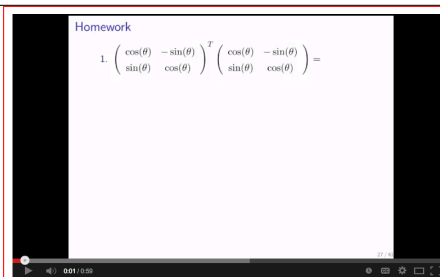 Homework
1. ( cos(θ) − sin(θ) sin(θ) cos(θ) )^T ( cos(θ) − sin(θ) sin(θ) cos(θ) ) =
0:01 / 0:59